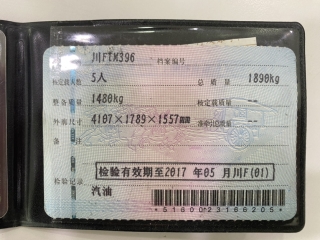 川FTX396 档案编号
核定载人数 5人 总质量 1890kg
整备质量 1480kg 核定载质量 --
外廓尺寸 4107×1789×1557mm 准牵引总质量 --
备注
检验有效期至2017 年05 月川F(01)
检验记录
汽油
*5160023166205*